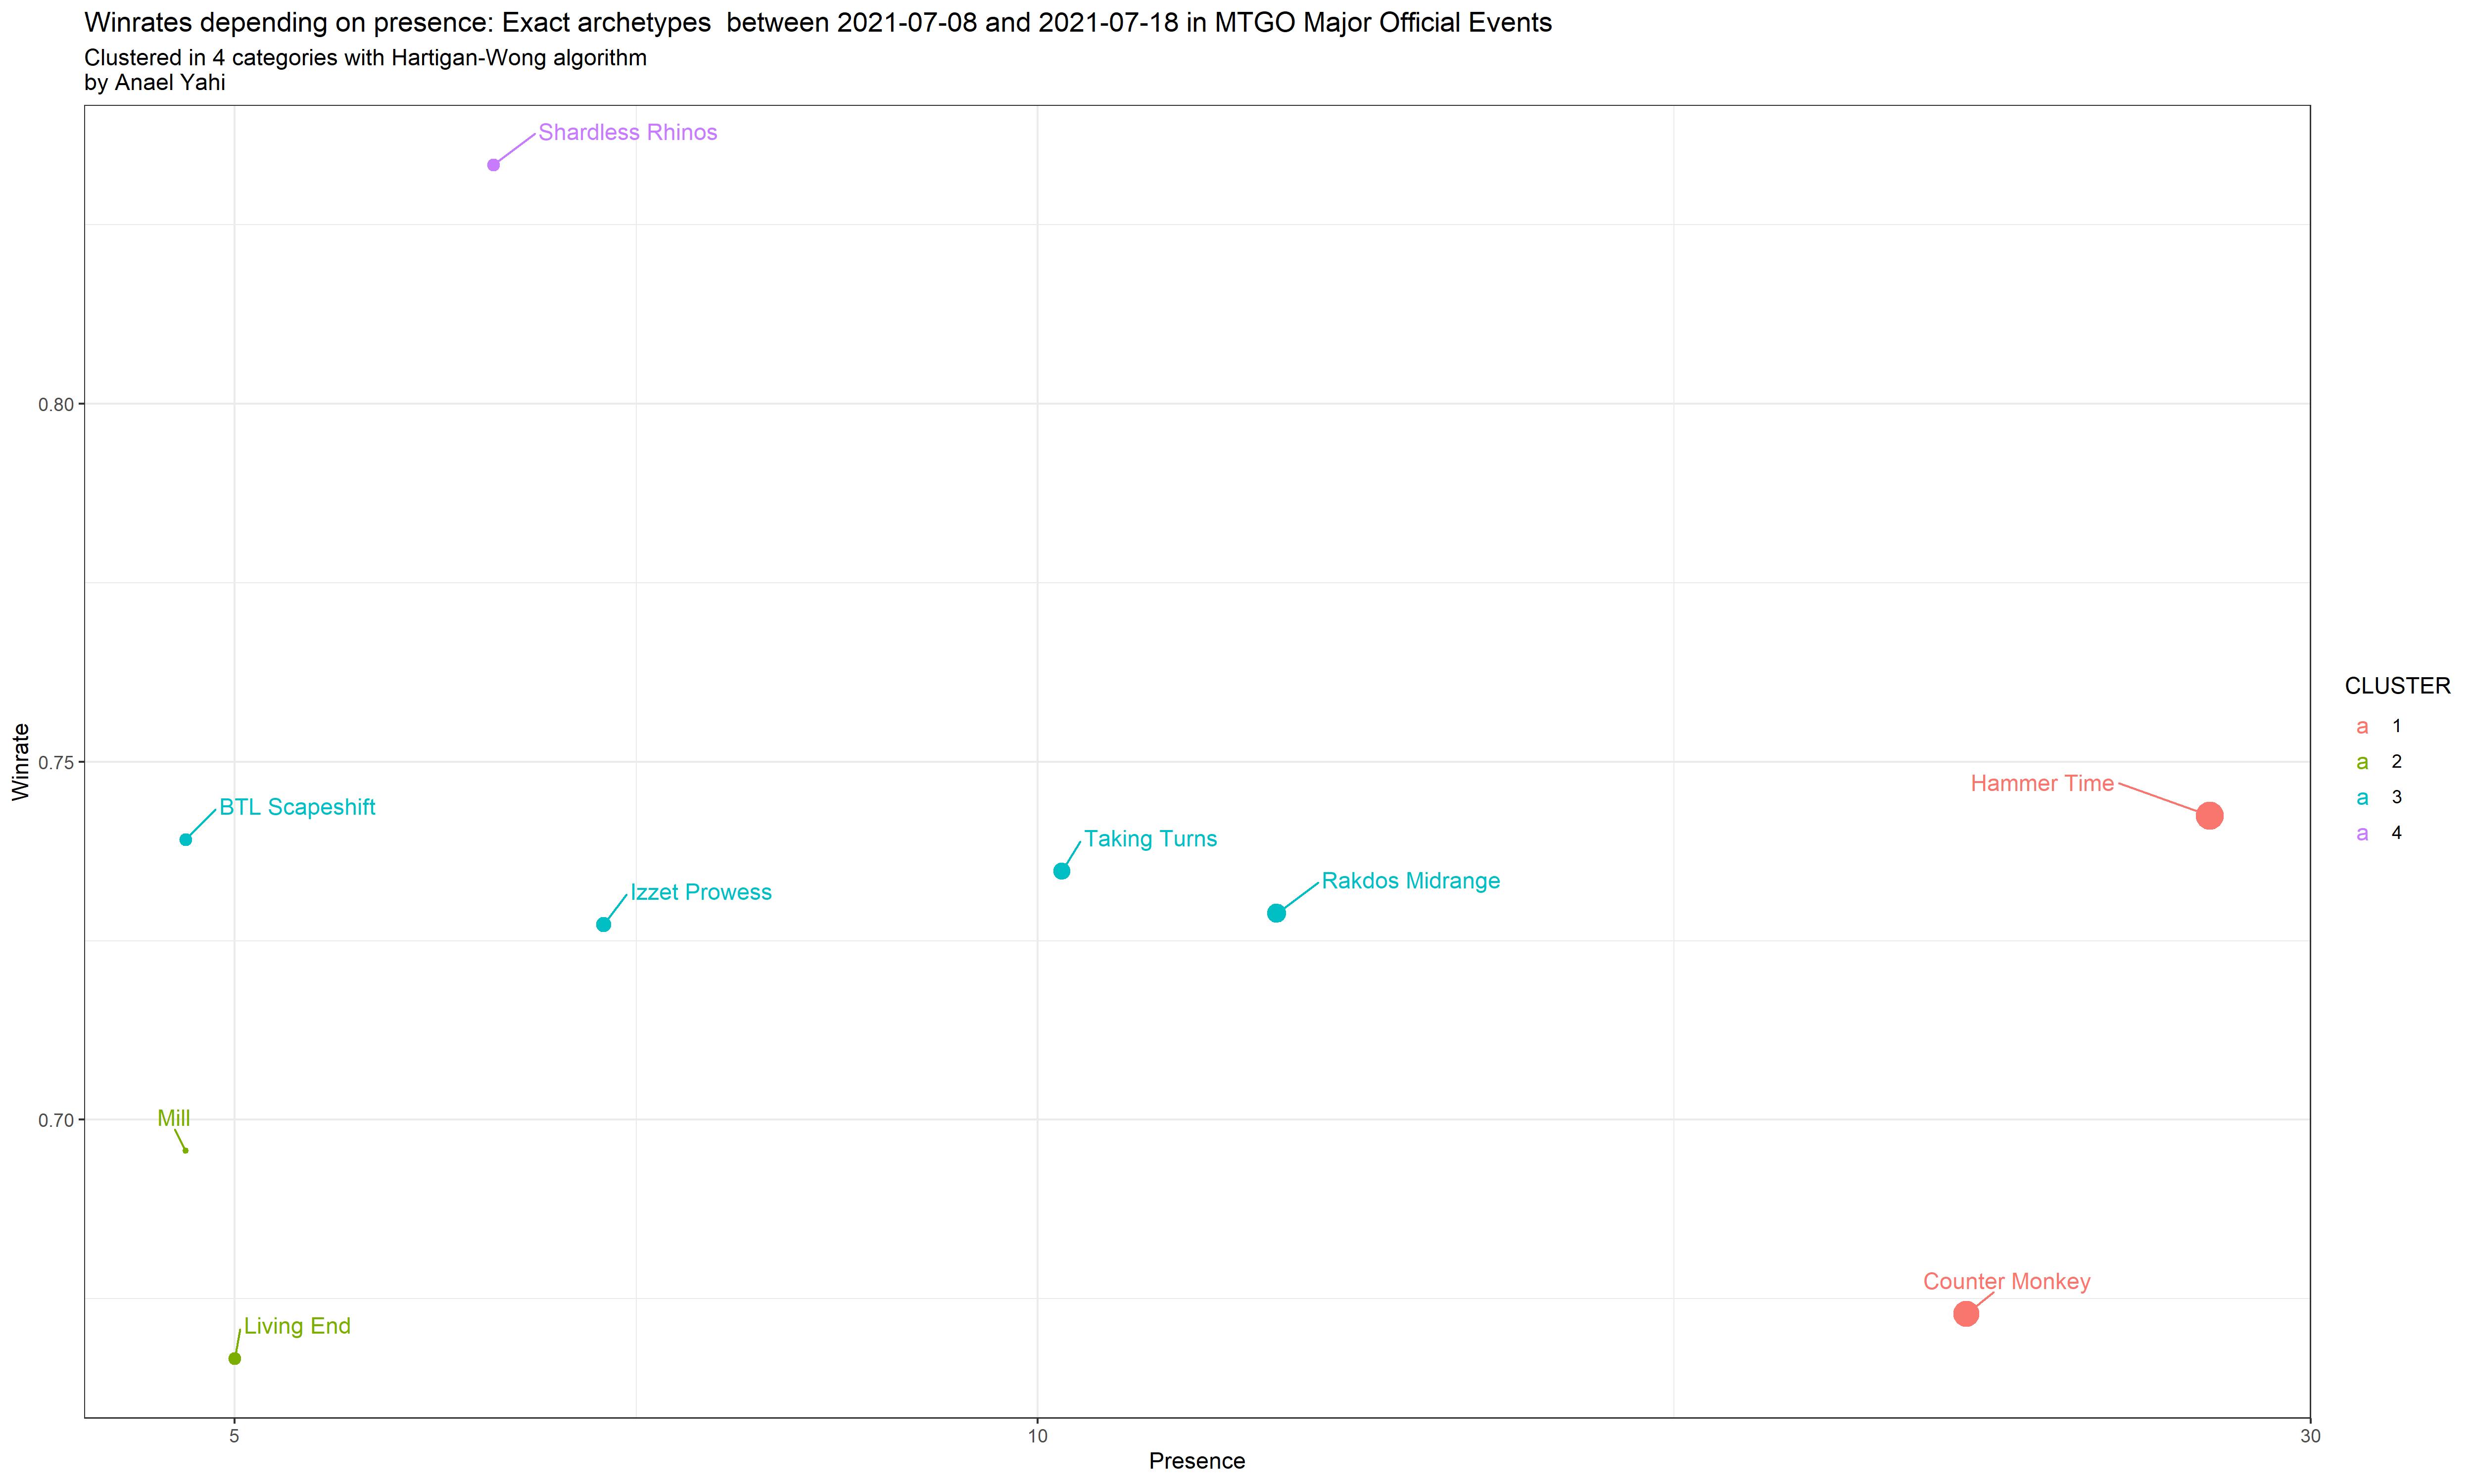 Winrates depending on presence: Exact archetypes  between 2021-07-08 and 2021-07-18 in MTGO Major Official Events
Clustered in 4 categories with Hartigan-Wong algorithm
by Anael Yahi
Shardless Rhinos
0.80
0.75
Hammer Time
BTL Scapeshift
Taking Turns
Rakdos Midrange
Izzet Prowess
Mill
0.70
Counter Monkey
Living End
Winrate
5
10
30
Presence
CLUSTER
a 1
a 2
a 3
a 4